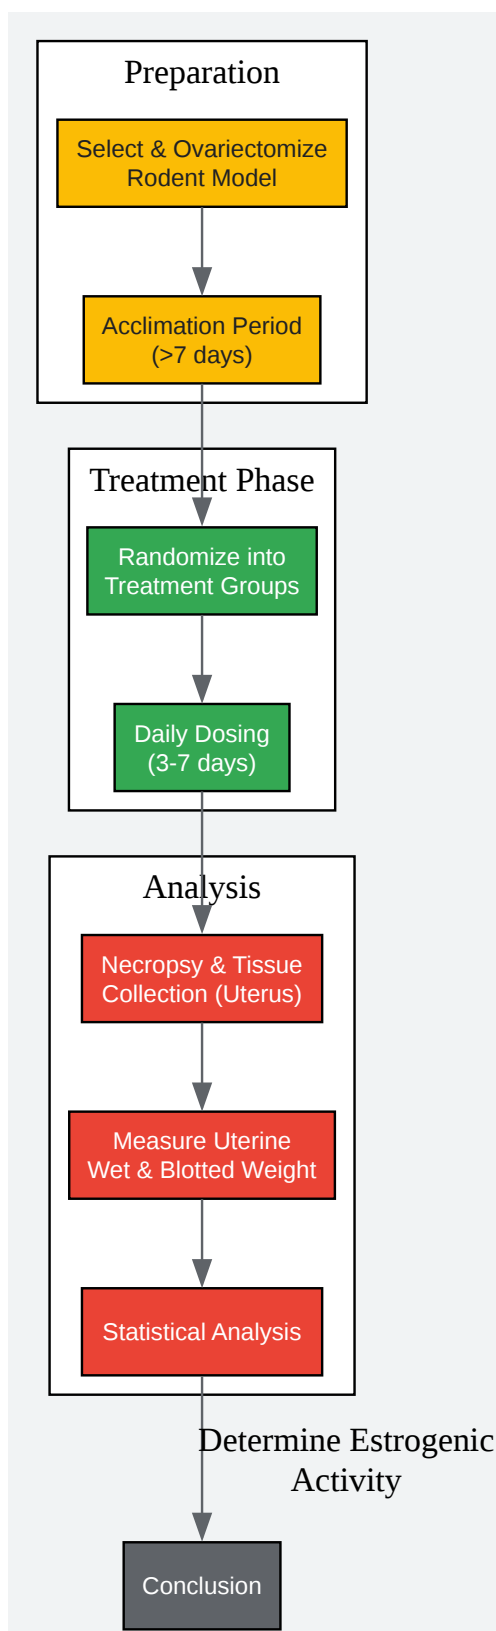 Preparation
Select & Ovariectomize
Rodent Model
Acclimation Period
(>7 days)
Treatment Phase
Randomize into
Treatment Groups
Daily Dosing
(3-7 days)
Analysis
Necropsy & Tissue
Collection (Uterus)
Measure Uterine
Wet & Blotted Weight
Statistical Analysis
Determine Estrogenic
Activity
Conclusion